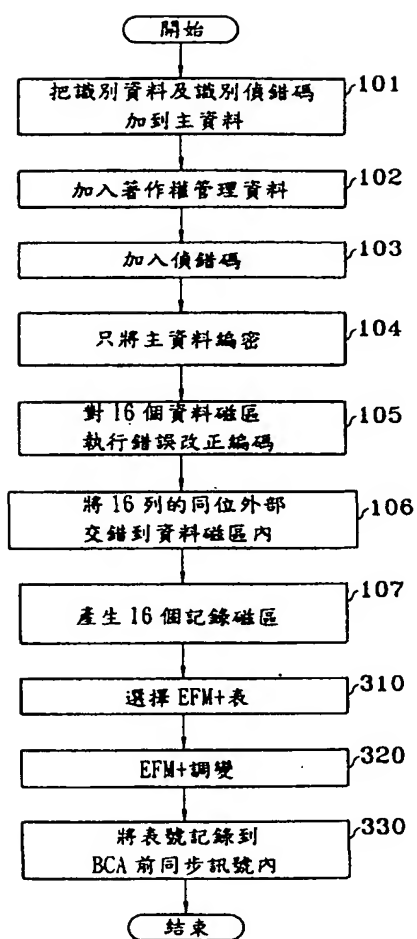 開始
把識別資料及識別偵錯碼
加到主資料
101
加入著作權管理資料
102
加入偵錯碼
103
只將主資料編密
104
對16個資料磁區
執行錯誤改正編碼
105
將16列的同位外部
交錯到資料磁區內
106
產生16個記錄磁區
107
選擇EFM+表
310
EFM+調變
320
將表號記錄到
BCA前同步訊號內
330
結束